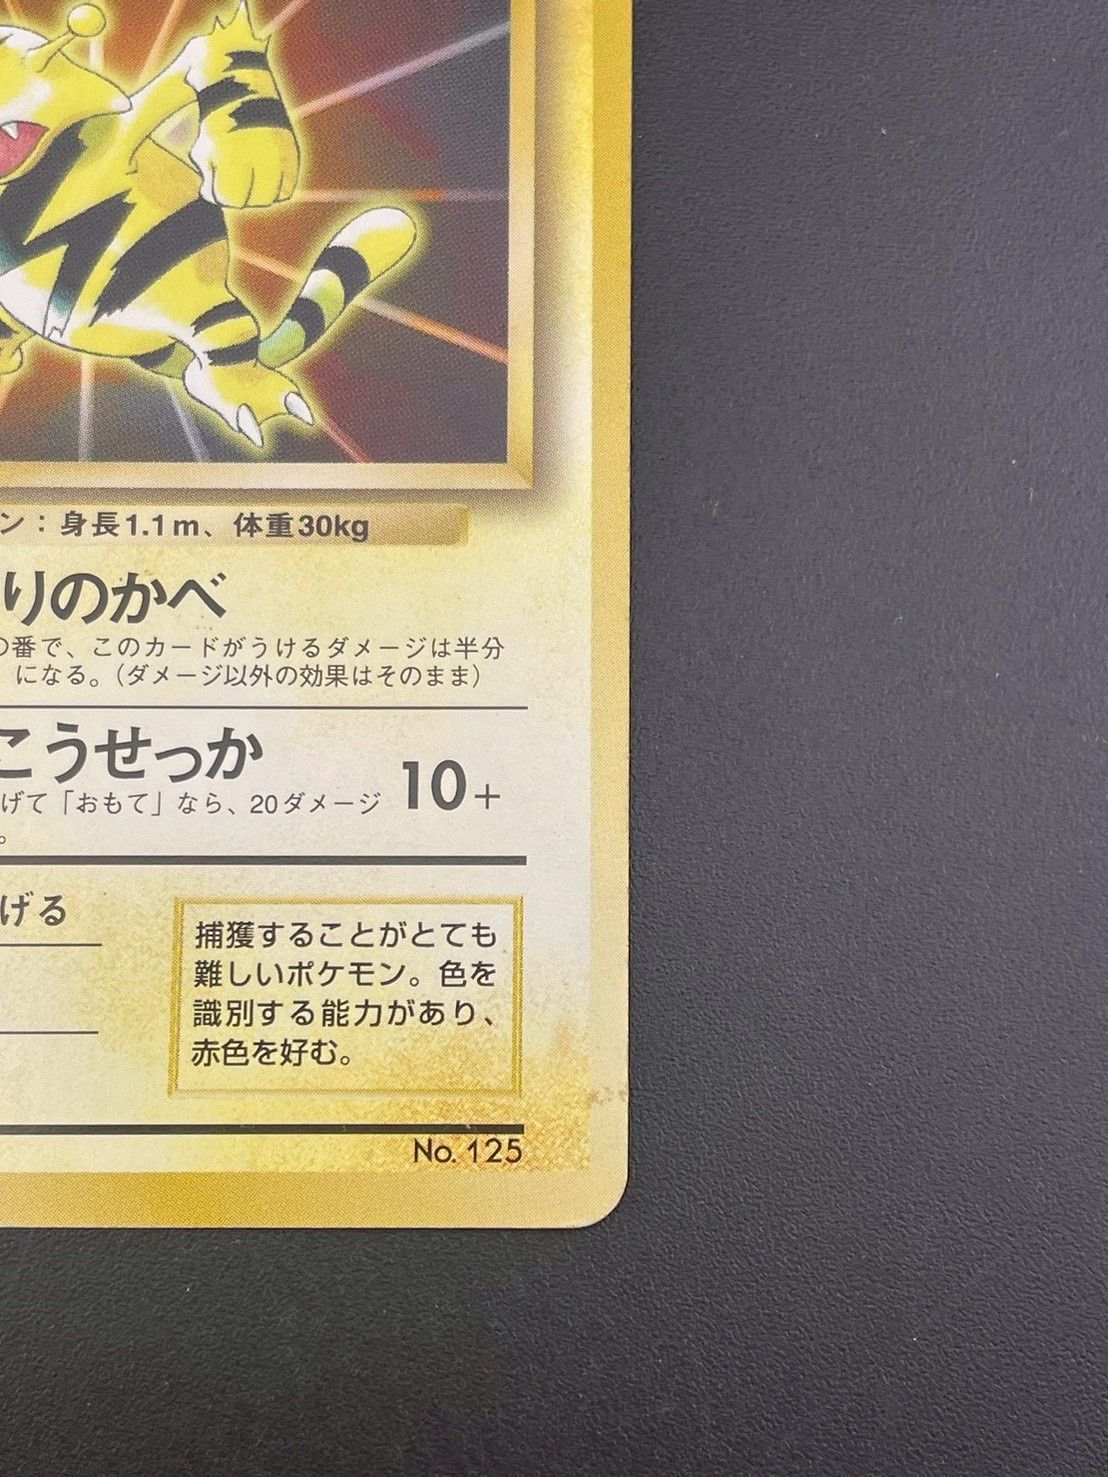 ン：身長1.1m、体重30kg
りのかべ
の番で、このカードがうけるダメージは半分
になる。（ダメージ以外の効果はそのまま）
こうせっか
10+
げて「おもて」なら、20ダメージ
。
げる
捕獲することがとても
難しいポケモン。色を
識別する能力があり、
赤色を好む。
No. 125